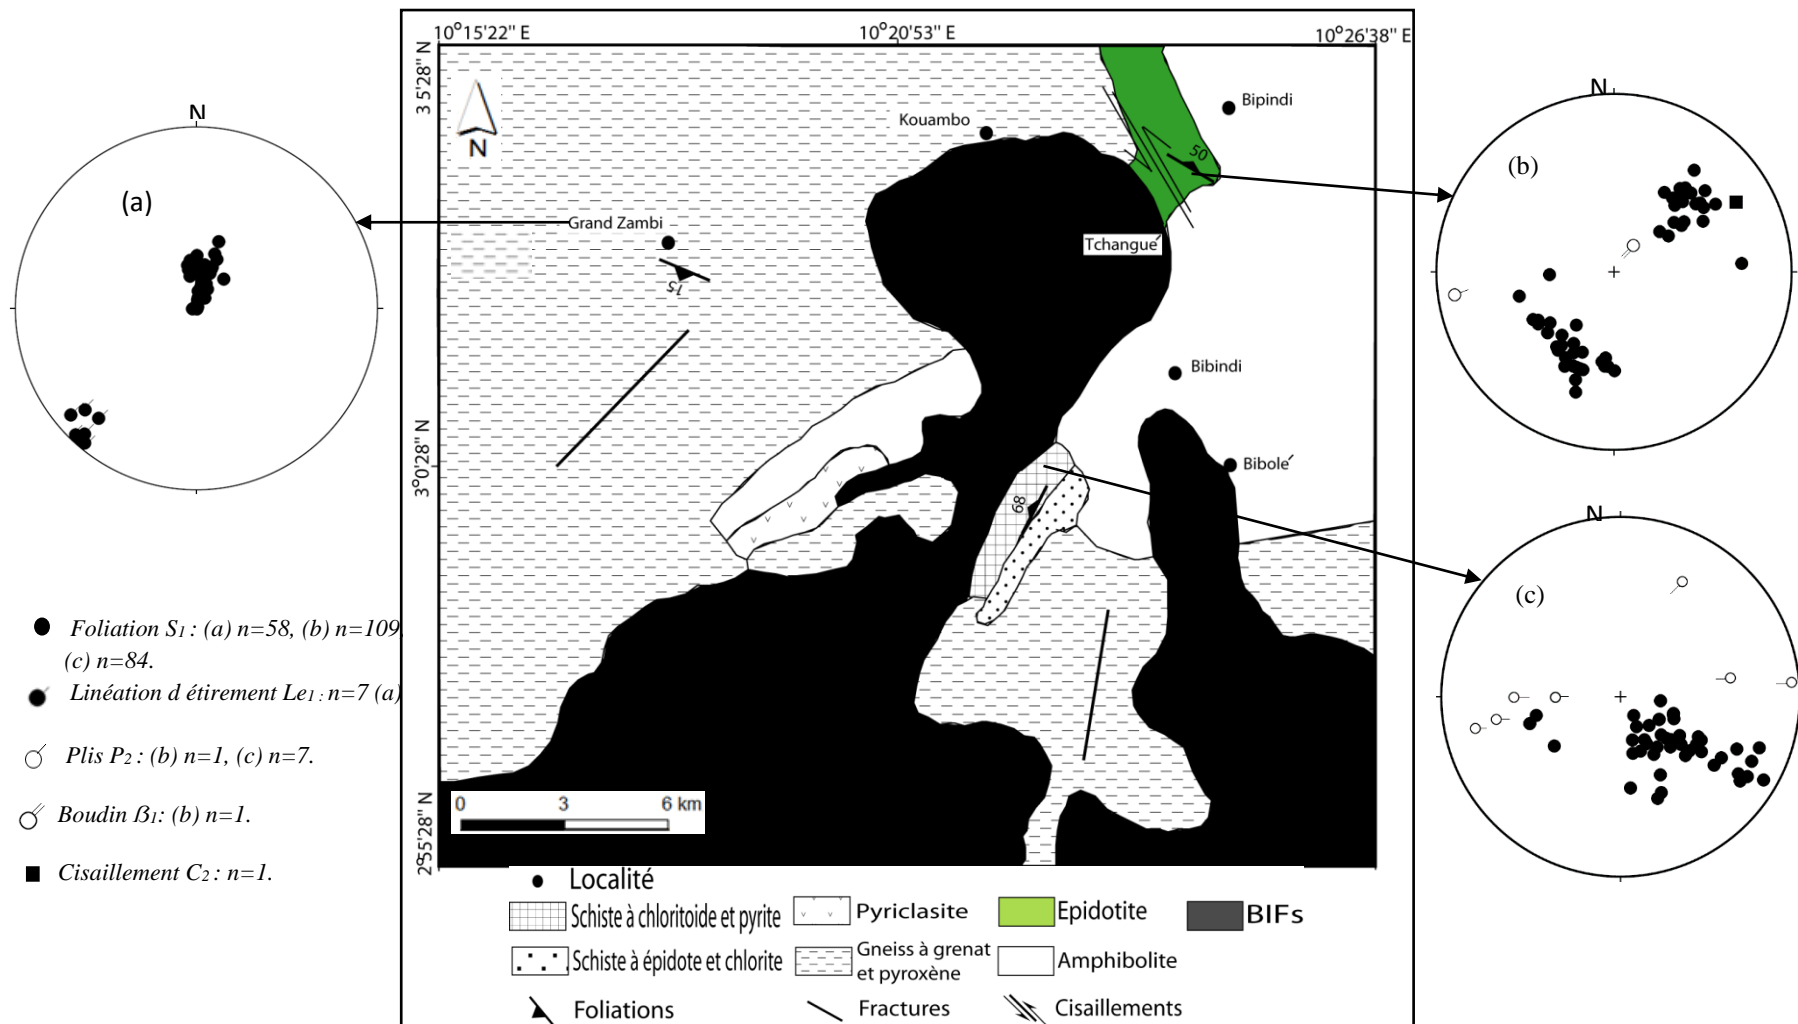 10°15'22" E
10°20'53" E
10°26'38" E
3 5'28" N
3°0'28" N
2°55'28" N
N
(a)
N
Kouambo
Bipindi
50
Grand Zambi
15
Tchangué
Bibindi
Bibolé
68
N
(b)
N
(c)
Foliation S1 : (a) n=58, (b) n=109
(c) n=84.
Linéation d étirement Le1 : n=7 (a)
Plis P2 : (b) n=1, (c) n=7.
Boudin ß1: (b) n=1.
Cisaillement C2 : n=1.
0 3 6 km
Localité
Schiste à chloritoide et pyrite
Pyriclasite
Epidotite
BIFs
Schiste à épidote et chlorite
Gneiss à grenat
et pyroxène
Amphibolite
Foliations
Fractures
Cisaillements